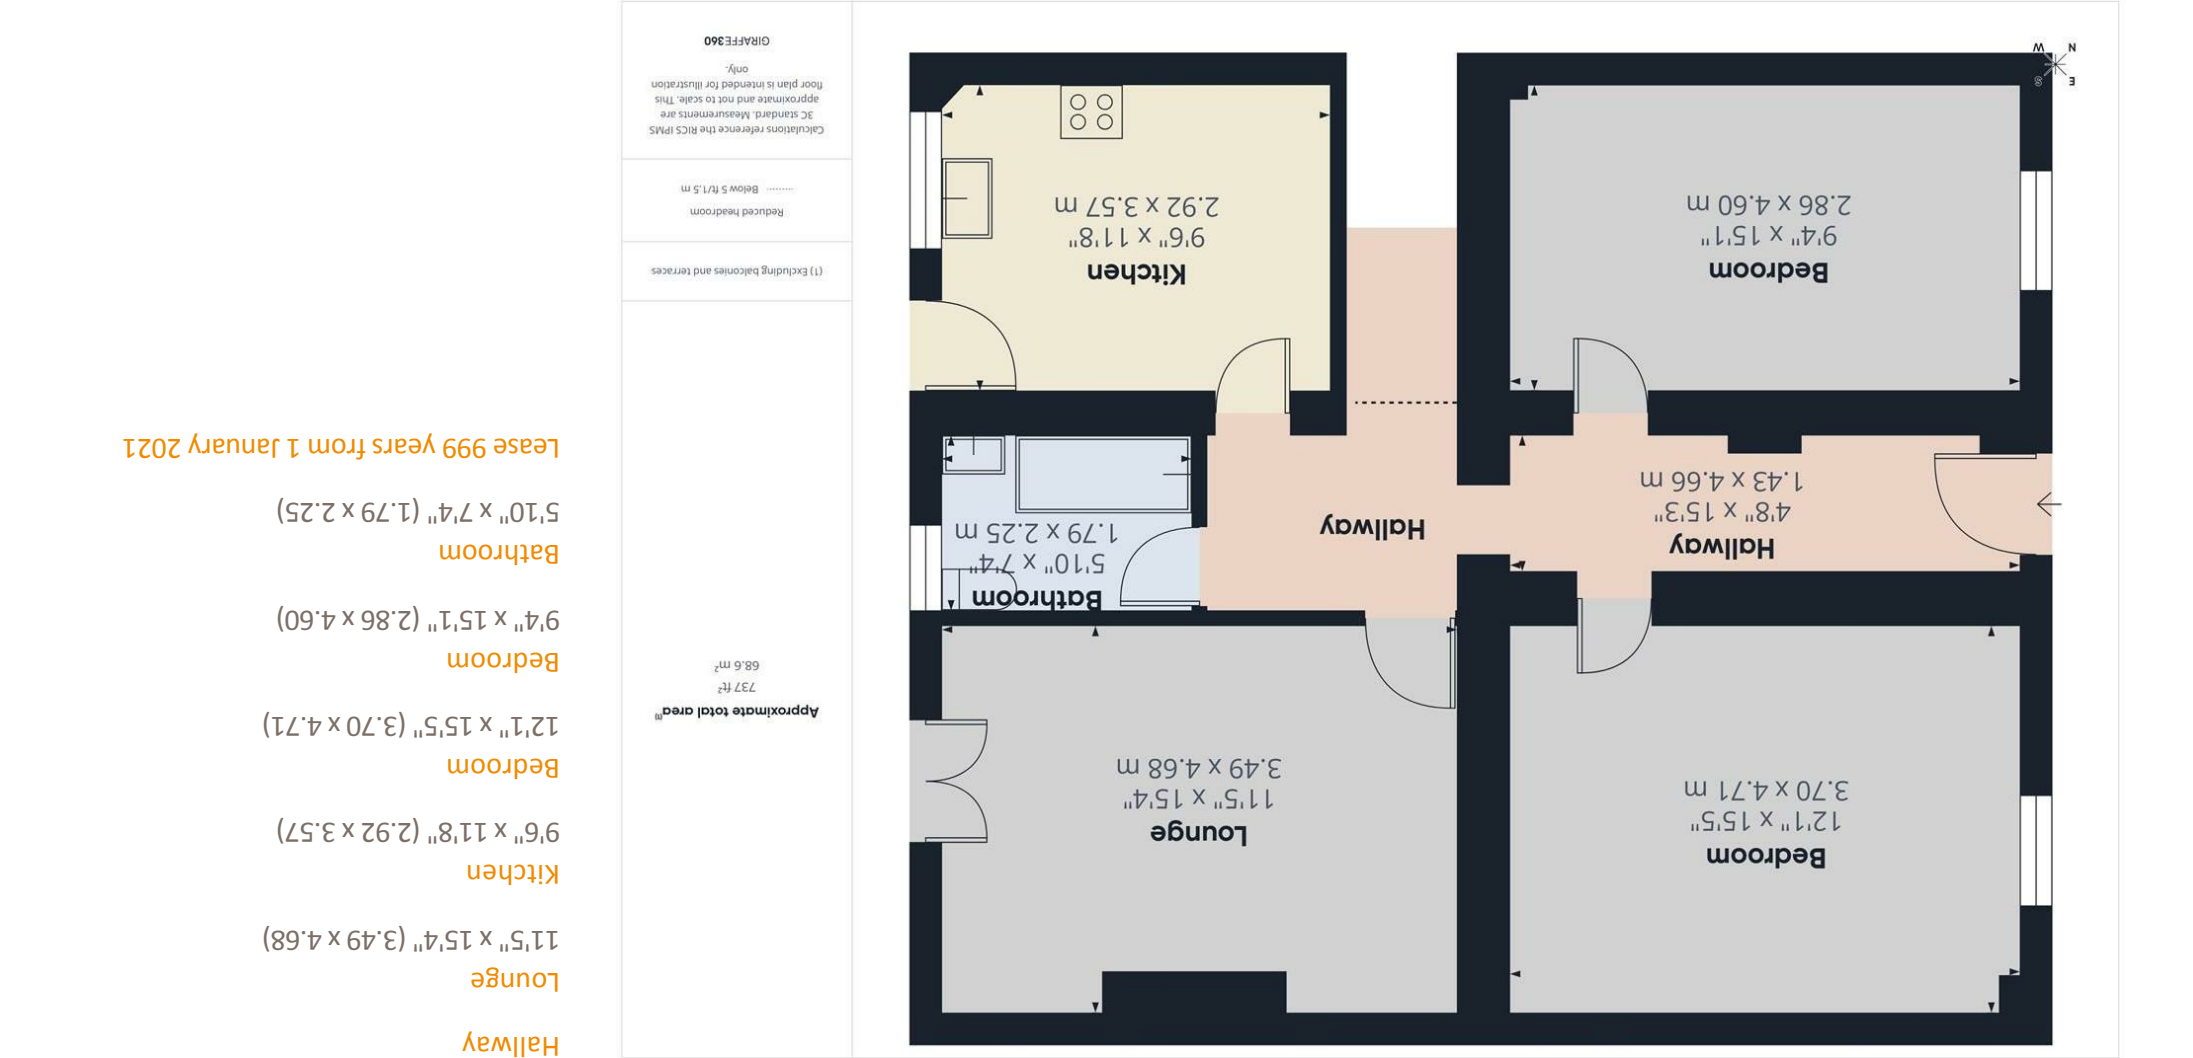 Bedroom
12'1" x 15'5"
3.70 x 4.71 m
Lounge
11'5" x 15'4"
3.49 x 4.68 m
Hallway
4'8" x 15'3"
1.43 x 4.66 m
Hallway
Bathroom
5'10" x 7'4"
1.79 x 2.25 m
Bedroom
9'4" x 15'1"
2.86 x 4.60 m
Kitchen
9'6" x 11'8"
2.92 x 3.57 m
E
N
W
Approximate total area(1)
737 ft²
68.6 m²
(1) Excluding balconies and terraces
Reduced headroom
Below 5 ft/1.5 m
Calculations reference the RICS IPMS
3C standard. Measurements are
approximate and not to scale. This
floor plan is intended for illustration
only.
GIRAFFE360
Hallway
Lounge
11'5" x 15'4" (3.49 x 4.68)
Kitchen
9'6" x 11'8" (2.92 x 3.57)
Bedroom
12'1" x 15'5" (3.70 x 4.71)
Bedroom
9'4" x 15'1" (2.86 x 4.60)
Bathroom
5'10" x 7'4" (1.79 x 2.25)
Lease 999 years from 1 January 2021